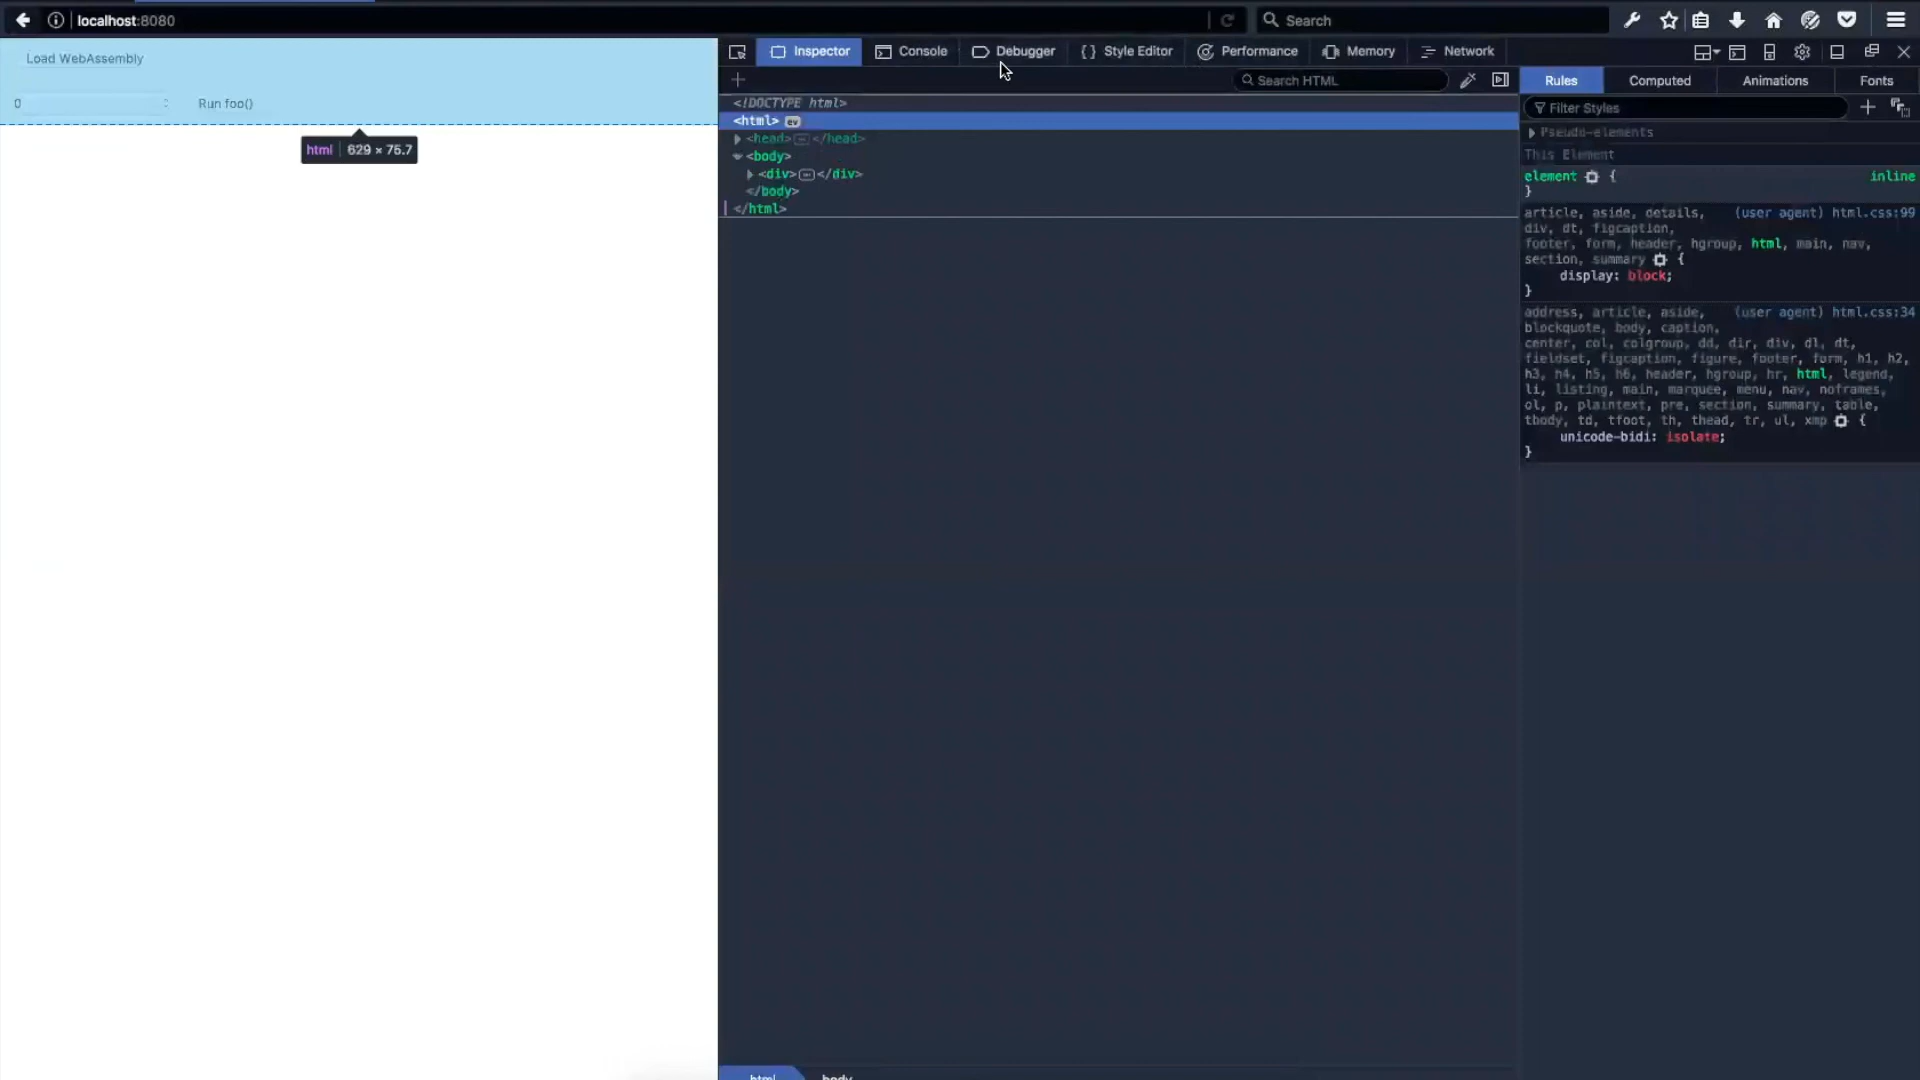 localhost:8080
Search
Load WebAssembly
0
Run foo()
html 629 × 75.7
Inspector
Console
Debugger
{ } Style Editor
Performance
Memory
Network
Search HTML
<!DOCTYPE html>
<html> ev
<head> </head>
<body>
<div> </div>
</body>
</html>
Rules
Computed
Animations
Fonts
Filter Styles
Pseudo-elements
This Element
element { inline
}
article, aside, details, (user agent) html.css:99
div, dt, figcaption,
footer, form, header, hgroup, html, main, nav,
section, summary {
display: block;
}
address, article, aside, (user agent) html.css:34
blockquote, body, caption,
center, col, colgroup, dd, dir, div, dl, dt,
fieldset, figcaption, figure, footer, form, h1, h2,
h3, h4, h5, h6, header, hgroup, hr, html, legend,
li, listing, main, marquee, menu, nav, noframes,
ol, p, plaintext, pre, section, summary, table,
tbody, td, tfoot, th, thead, tr, ul, xmp {
unicode-bidi: isolate;
}
html
body